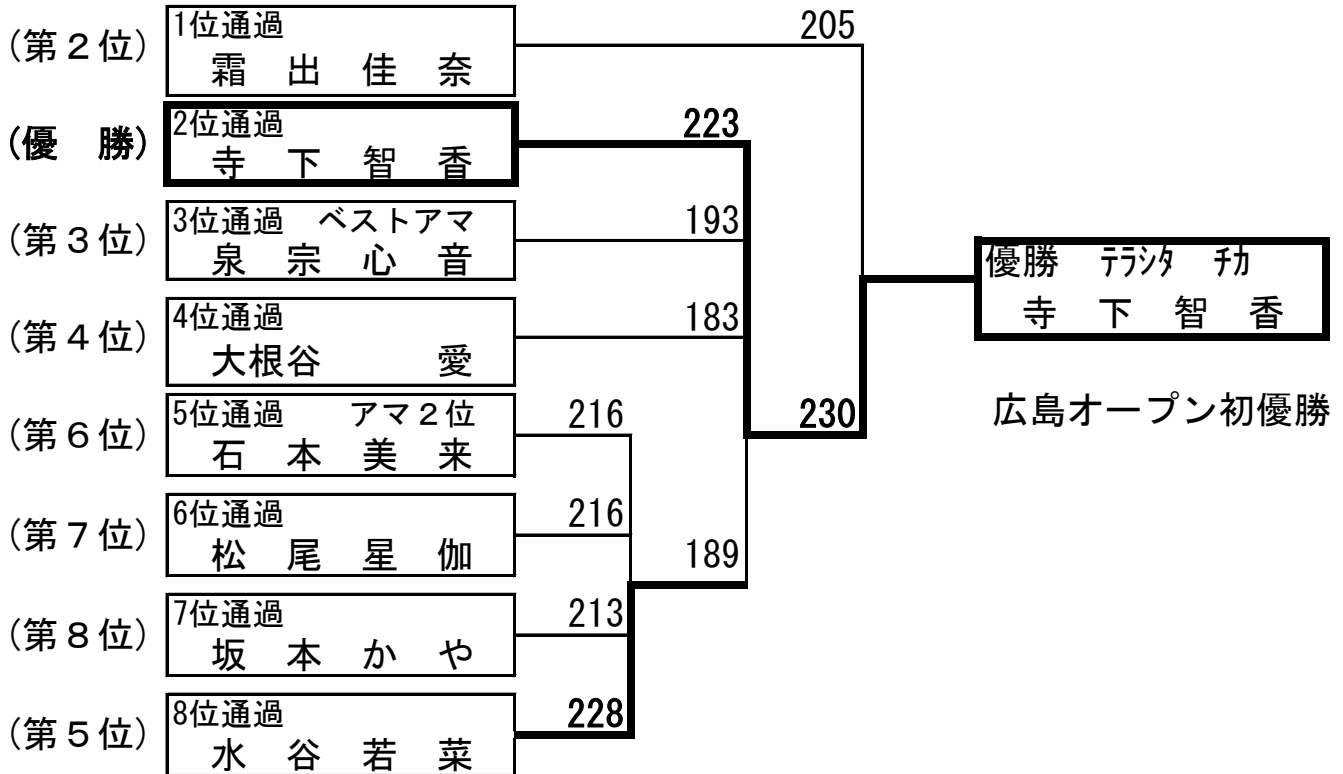 (第２位)
1位通過
霜 出 佳 奈
205
(優 勝)
2位通過
寺 下 智 香
223
(第３位)
3位通過 ベストアマ
泉 宗 心 音
193
優勝 ﾃﾗｼﾀ ﾁｶ
寺 下 智 香
(第４位)
4位通過
大根谷 愛
183
(第６位)
5位通過 アマ２位
石 本 美 来
216
230
広島オープン初優勝
(第７位)
6位通過
松 尾 星 伽
216
189
(第８位)
7位通過
坂 本 か や
213
(第５位)
8位通過
水 谷 若 菜
228